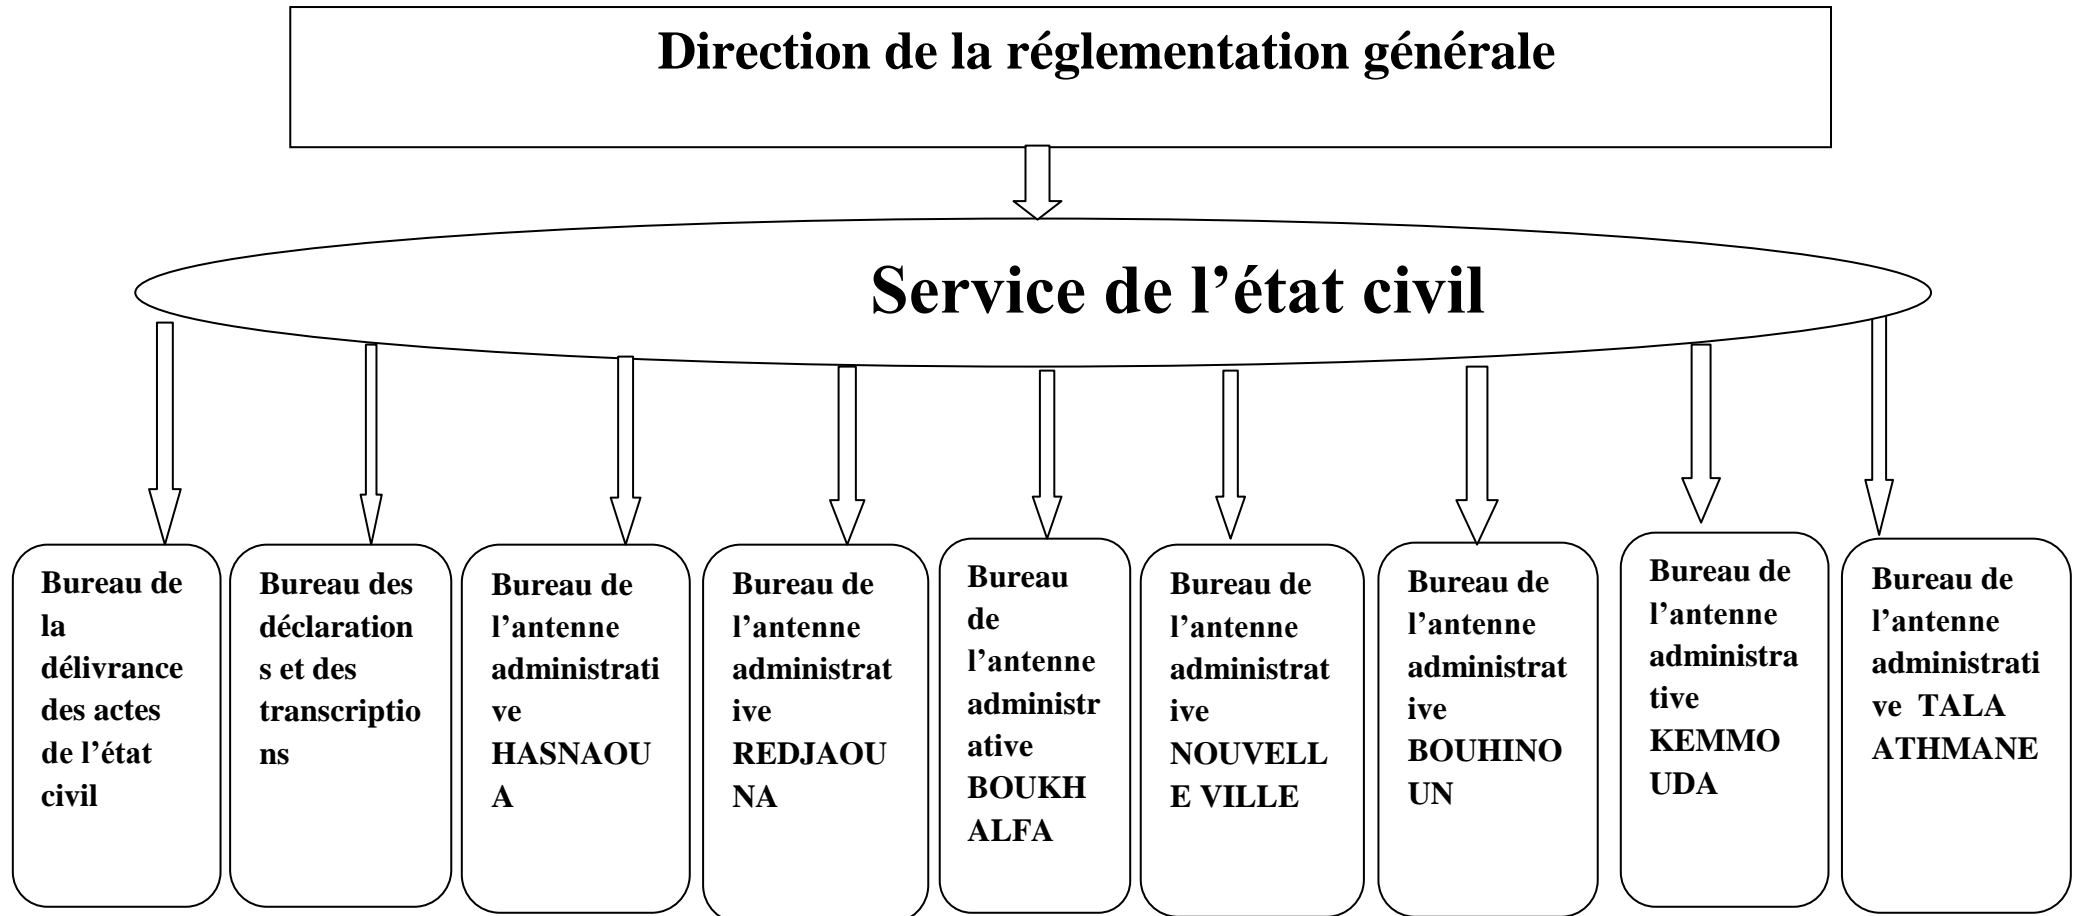 Direction de la réglementation générale
Service de l’état civil
Bureau de
la
délivrance
des actes
de l’état
civil
Bureau des
déclaration
s et des
transcriptio
ns
Bureau de
l’antenne
administrati
ve
HASNAOU
A
Bureau de
l’antenne
administrat
ive
REDJAOU
NA
Bureau
de
l’antenne
administr
ative
BOUKH
ALFA
Bureau de
l’antenne
administrat
ive
NOUVELL
E VILLE
Bureau de
l’antenne
administrat
ive
BOUHINO
UN
Bureau de
l’antenne
administra
tive
KEMMO
UDA
Bureau de
l’antenne
administrati
ve TALA
ATHMANE